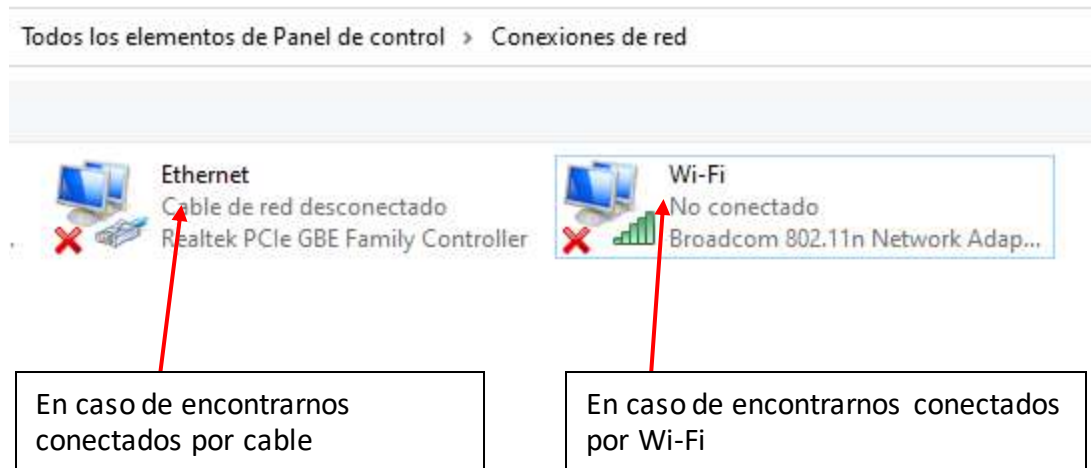 Todos los elementos de Panel de control > Conexiones de red
Ethernet
Cable de red desconectado
Realtek PCIe GBE Family Controller
Wi-Fi
No conectado
Broadcom 802.11n Network Adap...
En caso de encontrarnos
conectados por cable
En caso de encontrarnos conectados
por Wi-Fi